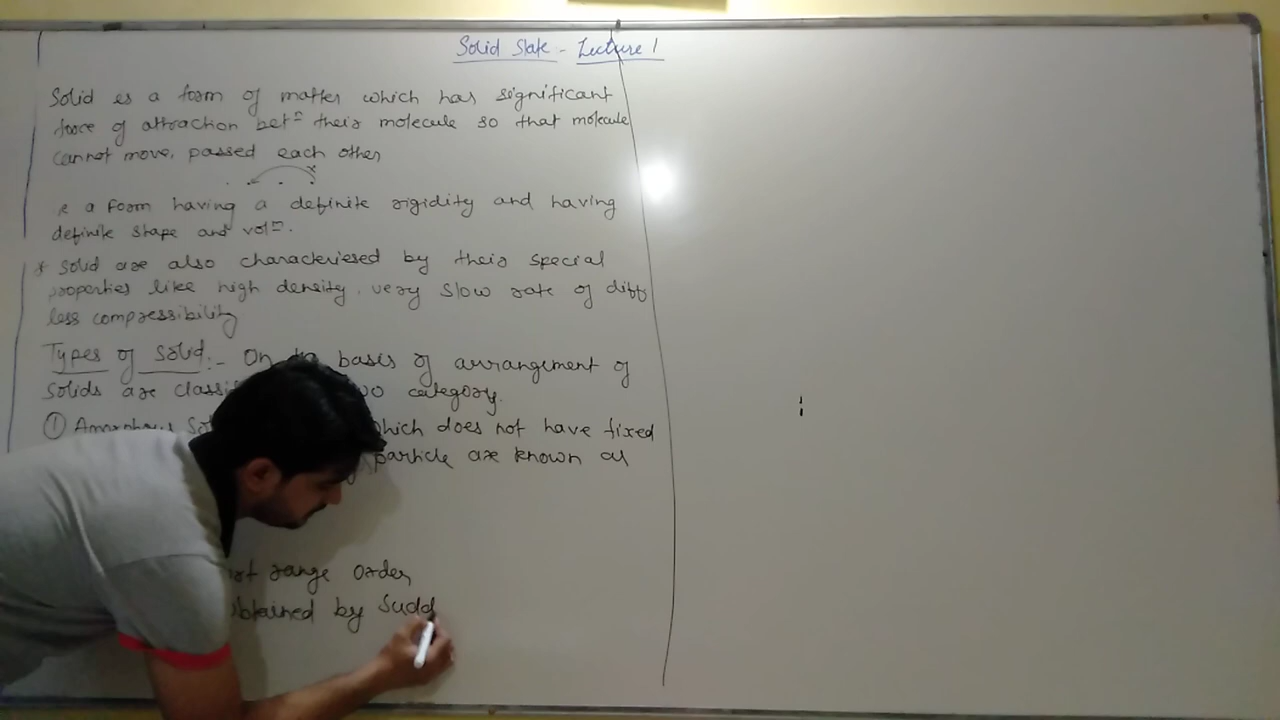 Solid State - Lecture 1
Solid is a form of matter which has significant
force of attraction betn their molecule so that molecule
cannot move, passed each other
a form having a definite rigidity and having
definite shape and voln.
* Solid are also characteriesed by their special
properties like high density, very slow rate of diff
less compressibility
Types of solid :- On basis of arrangement of
solids are category.
① Amorphous which does not have fixed
particle are known as
range order
obtained by Sudd